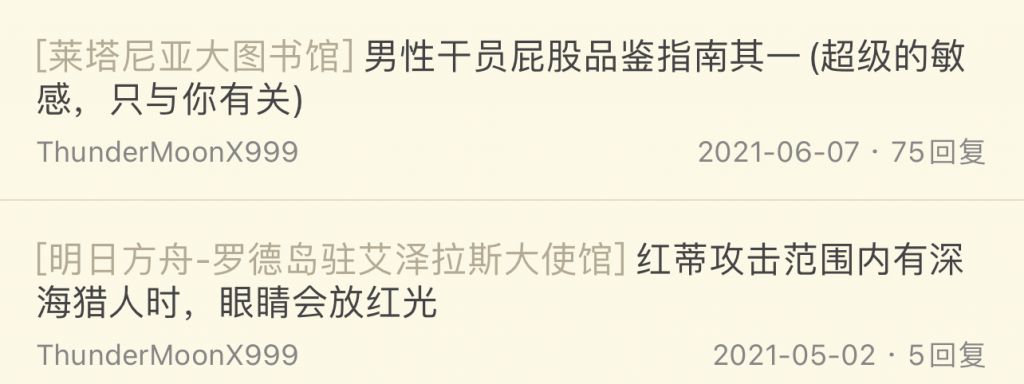 [莱塔尼亚大图书馆] 男性干员屁股品鉴指南其一 (超级的敏
感，只与你有关)
ThunderMoonX999 2021-06-07 · 75回复
[明日方舟-罗德岛驻艾泽拉斯大使馆] 红蒂攻击范围内有深
海猎人时，眼睛会放红光
ThunderMoonX999 2021-05-02 · 5回复